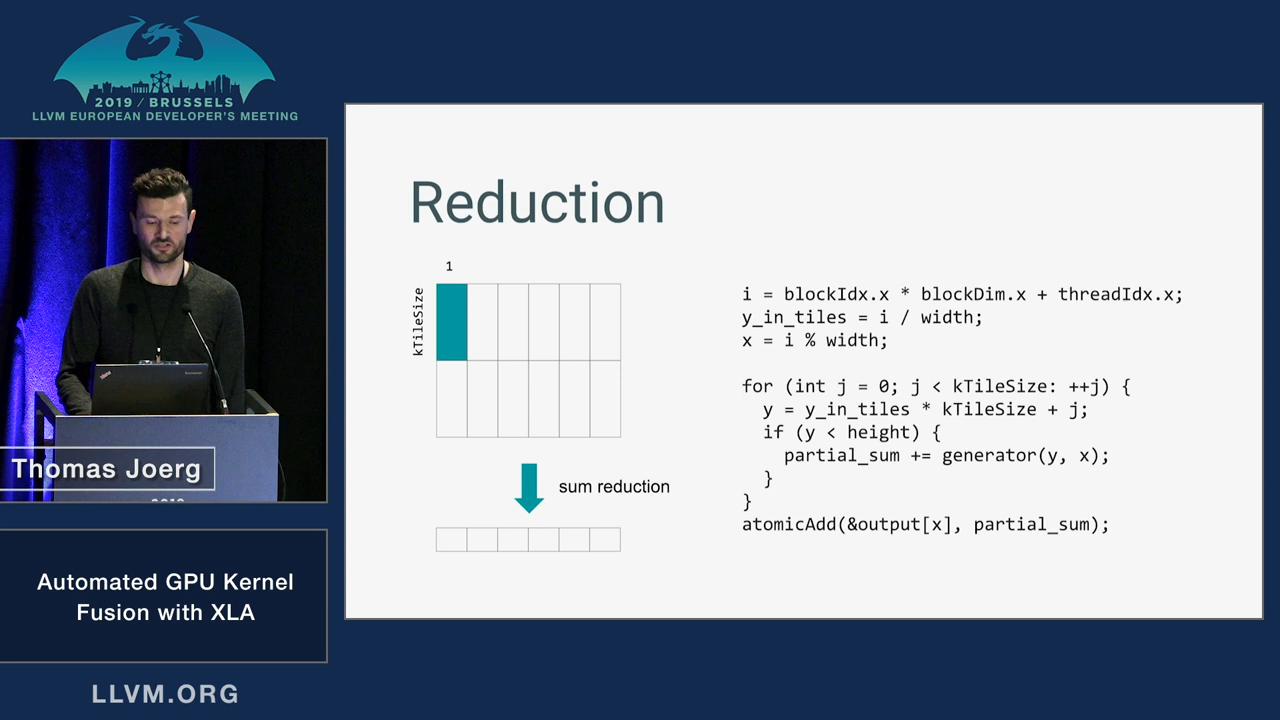 2019 / BRUSSELS
LLVM EUROPEAN DEVELOPER'S MEETING
Thomas Joerg
Automated GPU Kernel
Fusion with XLA
LLVM.ORG
Reduction
1
kTileSize
sum reduction
i = blockIdx.x * blockDim.x + threadIdx.x;
y_in_tiles = i / width;
x = i % width;
for (int j = 0; j < kTileSize: ++j) {
y = y_in_tiles * kTileSize + j;
if (y < height) {
partial_sum += generator(y, x);
}
}
atomicAdd(&output[x], partial_sum);